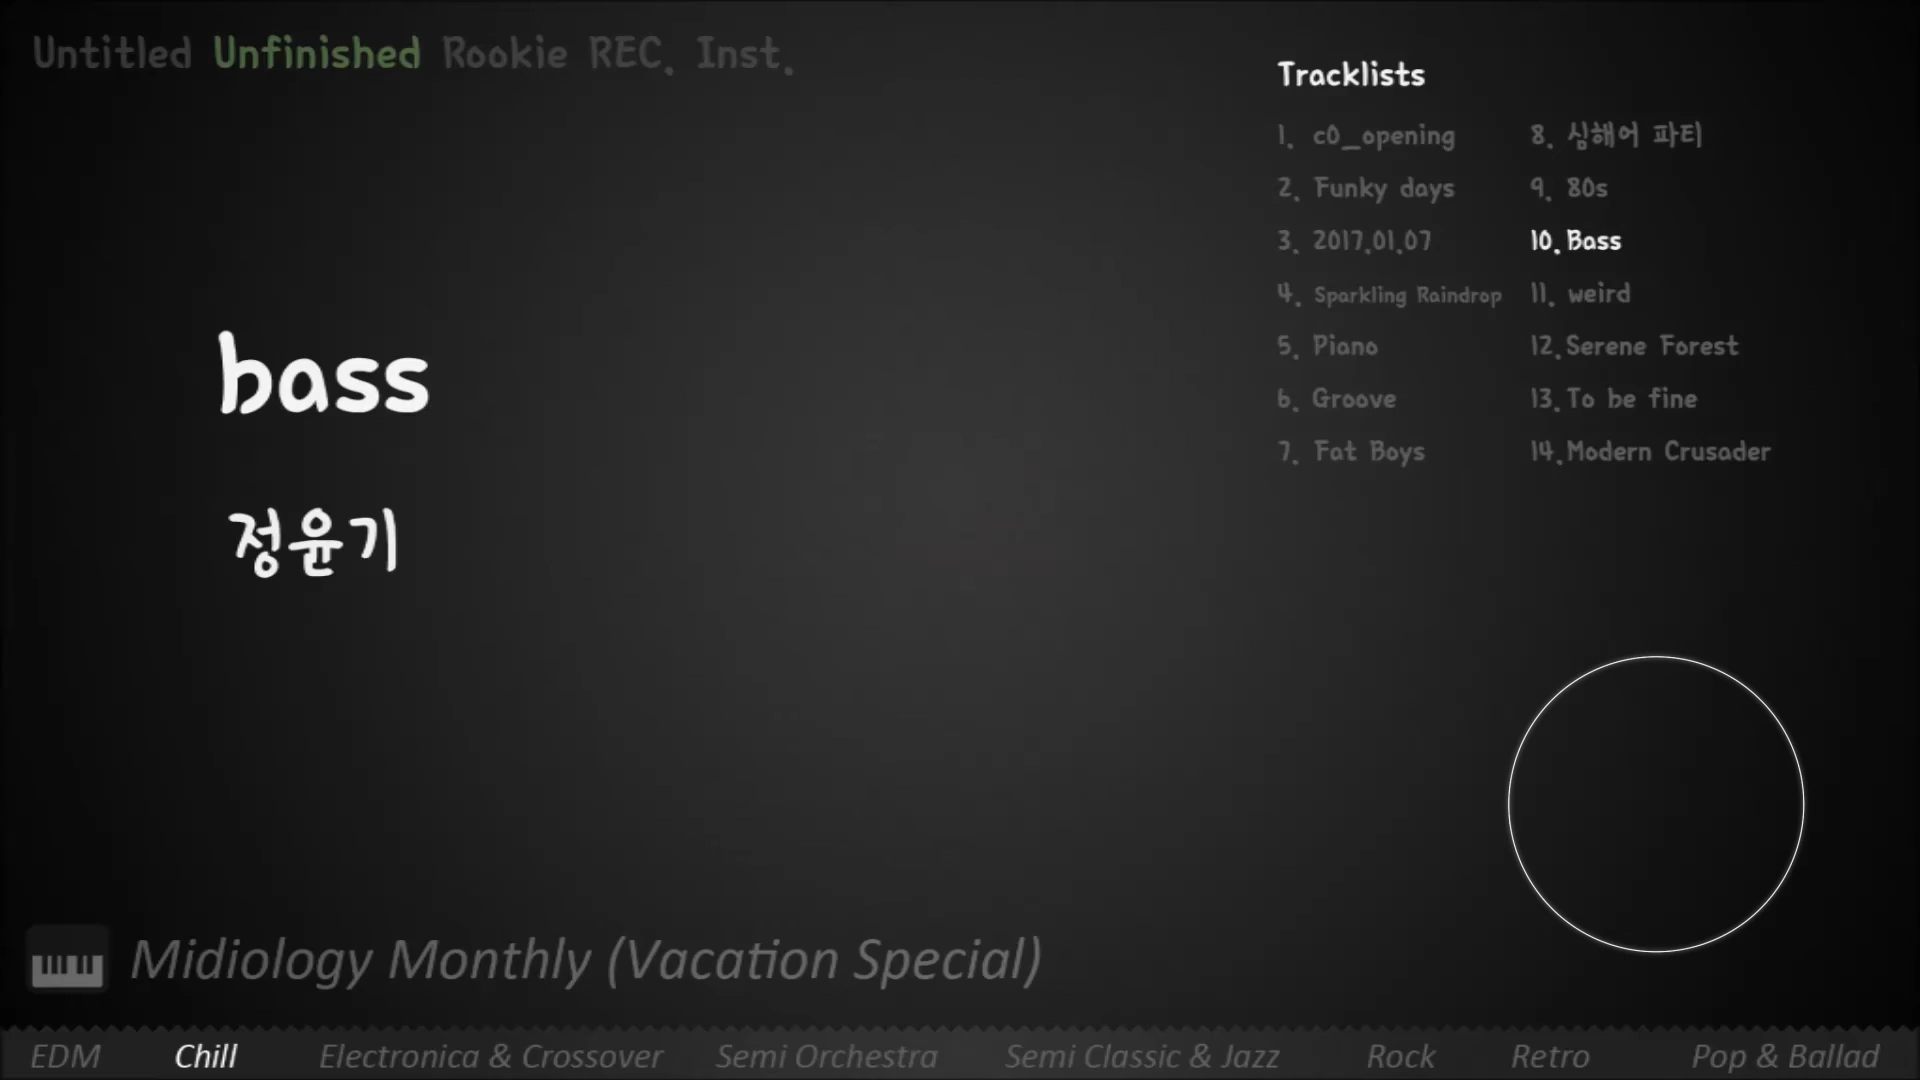 Untitled Unfinished Rookie REC. Inst.
Tracklists
1. c0_opening
2. Funky days
3. 2017.01.07
4. Sparkling Raindrop
5. Piano
6. Groove
7. Fat Boys
8. 심해어 파티
9. 80s
10. Bass
11. weird
12. Serene Forest
13. To be fine
14. Modern Crusader
bass
정윤기
Midiology Monthly (Vacation Special)
EDM Chill Electronica & Crossover Semi Orchestra Semi Classic & Jazz Rock Retro Pop & Ballad